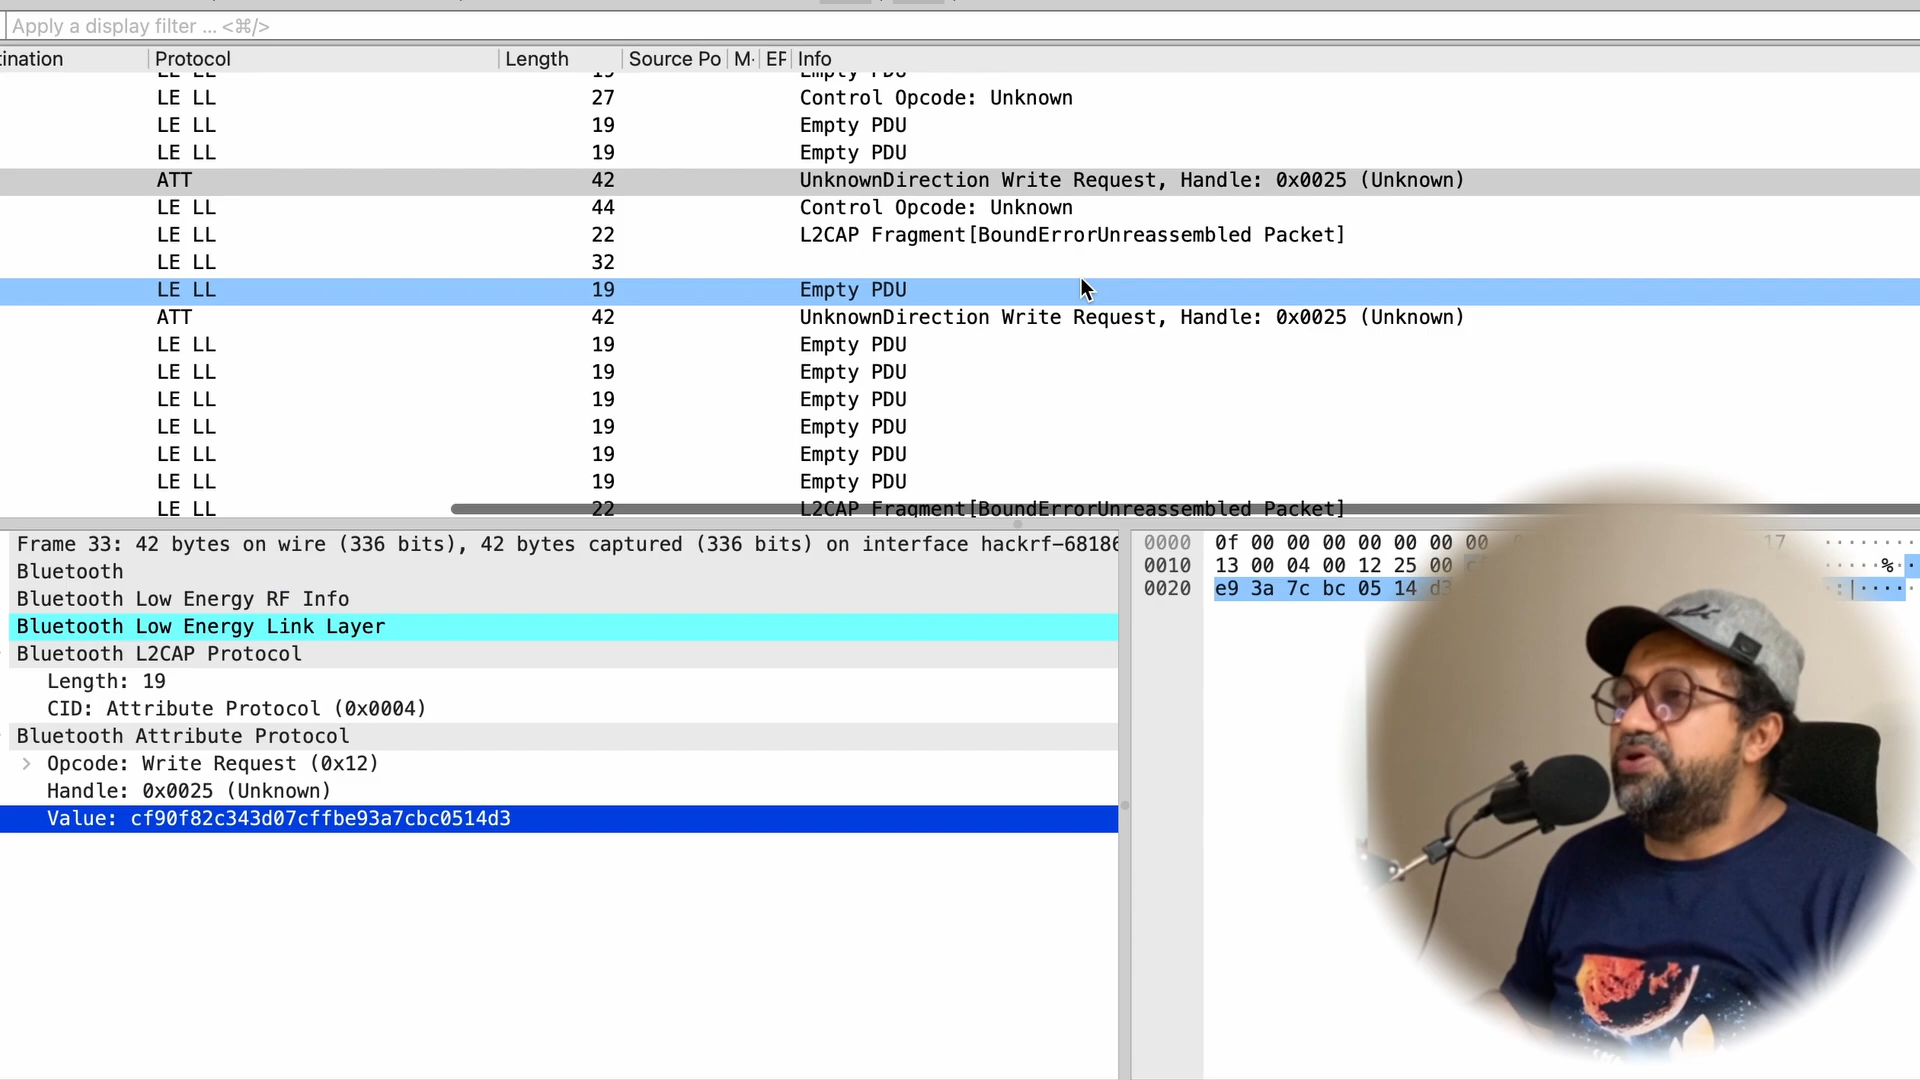 Apply a display filter ... <⌘/>
ination Protocol Length Source Po M· EP Info
19 Empty PDU
LE LL 27 Control Opcode: Unknown
LE LL 19 Empty PDU
LE LL 19 Empty PDU
ATT 42 UnknownDirection Write Request, Handle: 0x0025 (Unknown)
LE LL 44 Control Opcode: Unknown
LE LL 22 L2CAP Fragment[BoundErrorUnreassembled Packet]
LE LL 32
LE LL 19 Empty PDU
ATT 42 UnknownDirection Write Request, Handle: 0x0025 (Unknown)
LE LL 19 Empty PDU
LE LL 19 Empty PDU
LE LL 19 Empty PDU
LE LL 19 Empty PDU
LE LL 19 Empty PDU
LE LL 19 Empty PDU
LE LL 22 L2CAP Fragment[BoundErrorUnreassembled Packet]
Frame 33: 42 bytes on wire (336 bits), 42 bytes captured (336 bits) on interface hackrf-68186
Bluetooth
Bluetooth Low Energy RF Info
Bluetooth Low Energy Link Layer
Bluetooth L2CAP Protocol
Length: 19
CID: Attribute Protocol (0x0004)
Bluetooth Attribute Protocol
Opcode: Write Request (0x12)
Handle: 0x0025 (Unknown)
Value: cf90f82c343d07cffbe93a7cbc0514d3
0000 0f 00 00 00 00 00 00 00 17
0010 13 00 04 00 12 25 00 cf
0020 e9 3a 7c bc 05 14 d3